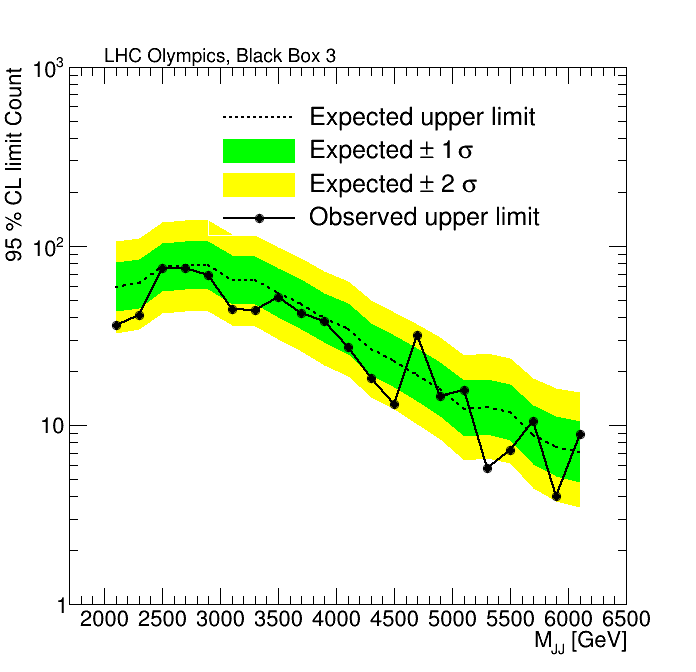 LHC Olympics, Black Box 3
95 % CL limit Count
10³
10²
10
1
Expected upper limit
Expected ± 1 σ
Expected ± 2 σ
Observed upper limit
2000 2500 3000 3500 4000 4500 5000 5500 6000 6500
M_JJ [GeV]